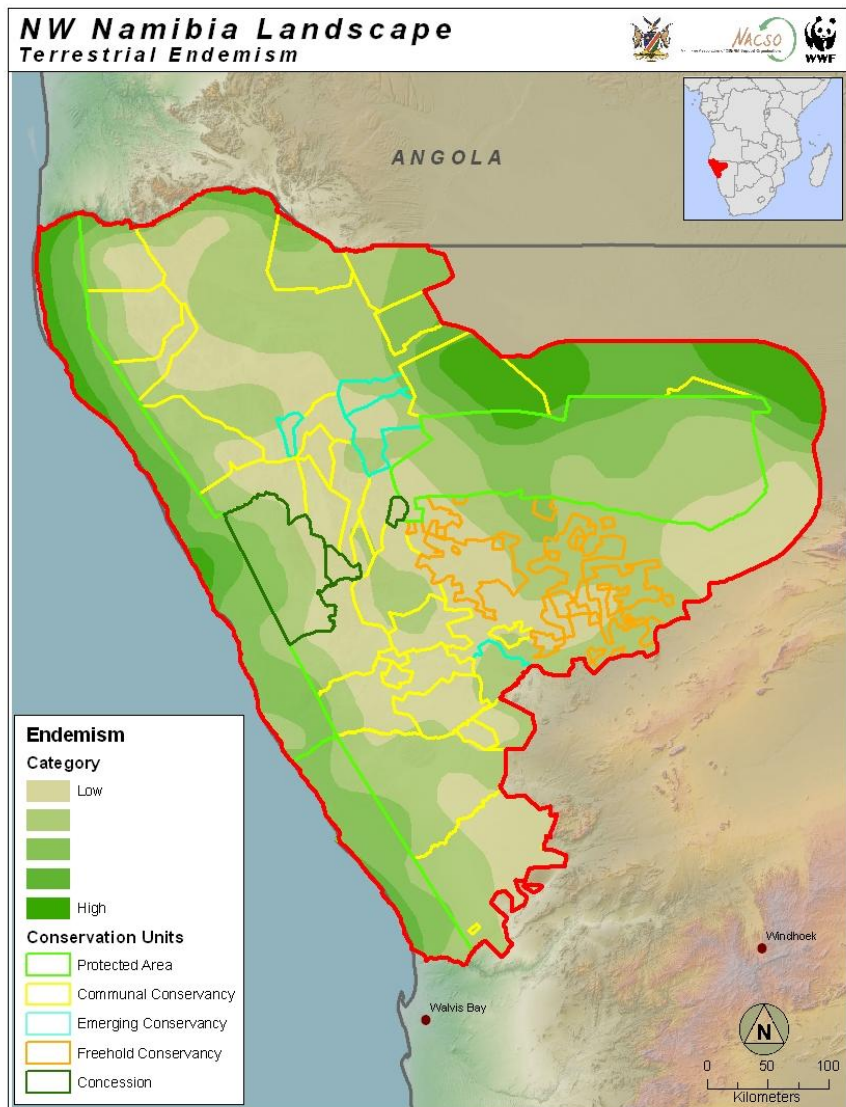 NW Namibia Landscape
Terrestrial Endemism
NACSO
WWF
ANGOLA
Endemism
Category
Low
High
Conservation Units
Protected Area
Communal Conservancy
Emerging Conservancy
Freehold Conservancy
Concession
Windhoek
Walvis Bay
N
0 50 100
Kilometers